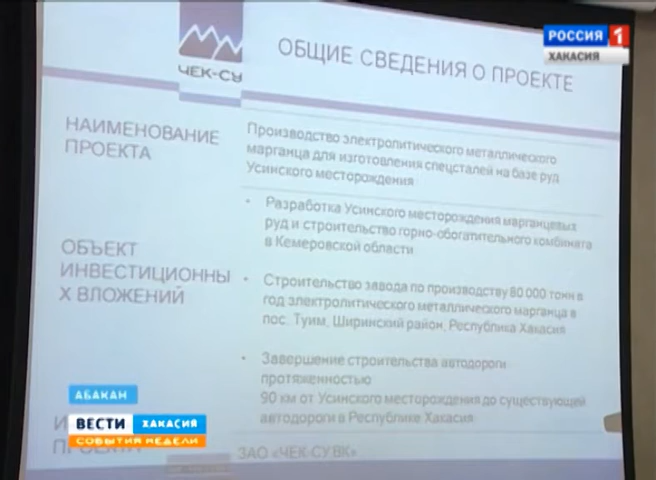 РОССИЯ 1
ХАКАСИЯ
ЧЕК-СУ
ОБЩИЕ СВЕДЕНИЯ О ПРОЕКТЕ
НАИМЕНОВАНИЕ
ПРОЕКТА
Производство электролитического металлического
марганца для изготовления спецсталей на базе руд
Усинского месторождения
ОБЪЕКТ
ИНВЕСТИЦИОННЫ
Х ВЛОЖЕНИЙ
• Разработка Усинского месторождения марганцевых
руд и строительство горно-обогатительного комбината
в Кемеровской области
• Строительство завода по производству 80 000 тонн в
год электролитического металлического марганца в
пос. Туим, Ширинский район, Республика Хакасия
• Завершение строительства автодороги
протяженностью
90 км от Усинского месторождения до существующей
автодороги в Республике Хакасия
ЗАО «ЧЕК-СУ.ВК»
АБАКАН
ВЕСТИ ХАКАСИЯ
СОБЫТИЯ НЕДЕЛИ